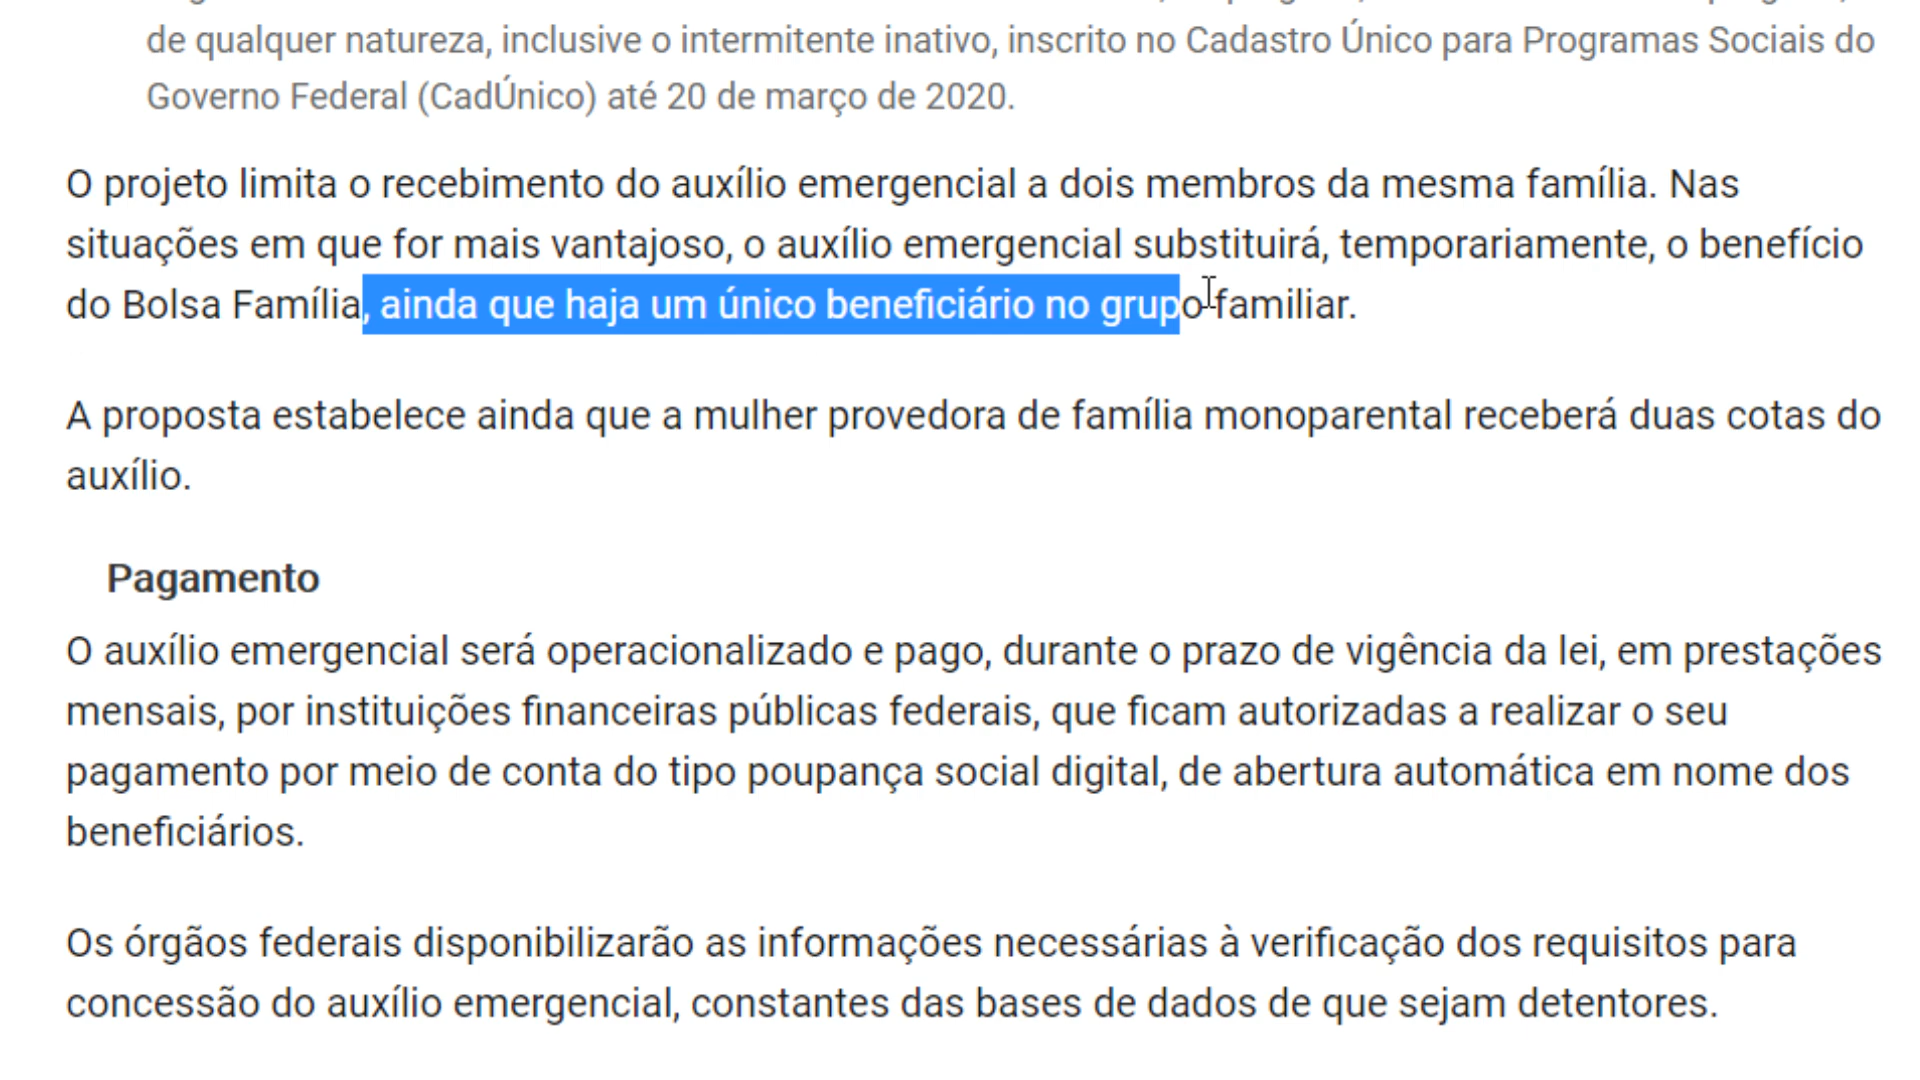 de qualquer natureza, inclusive o intermitente inativo, inscrito no Cadastro Único para Programas Sociais do
Governo Federal (CadÚnico) até 20 de março de 2020.
O projeto limita o recebimento do auxílio emergencial a dois membros da mesma família. Nas
situações em que for mais vantajoso, o auxílio emergencial substituirá, temporariamente, o benefício
do Bolsa Família, ainda que haja um único beneficiário no grupo familiar.
A proposta estabelece ainda que a mulher provedora de família monoparental receberá duas cotas do
auxílio.
Pagamento
O auxílio emergencial será operacionalizado e pago, durante o prazo de vigência da lei, em prestações
mensais, por instituições financeiras públicas federais, que ficam autorizadas a realizar o seu
pagamento por meio de conta do tipo poupança social digital, de abertura automática em nome dos
beneficiários.
Os órgãos federais disponibilizarão as informações necessárias à verificação dos requisitos para
concessão do auxílio emergencial, constantes das bases de dados de que sejam detentores.